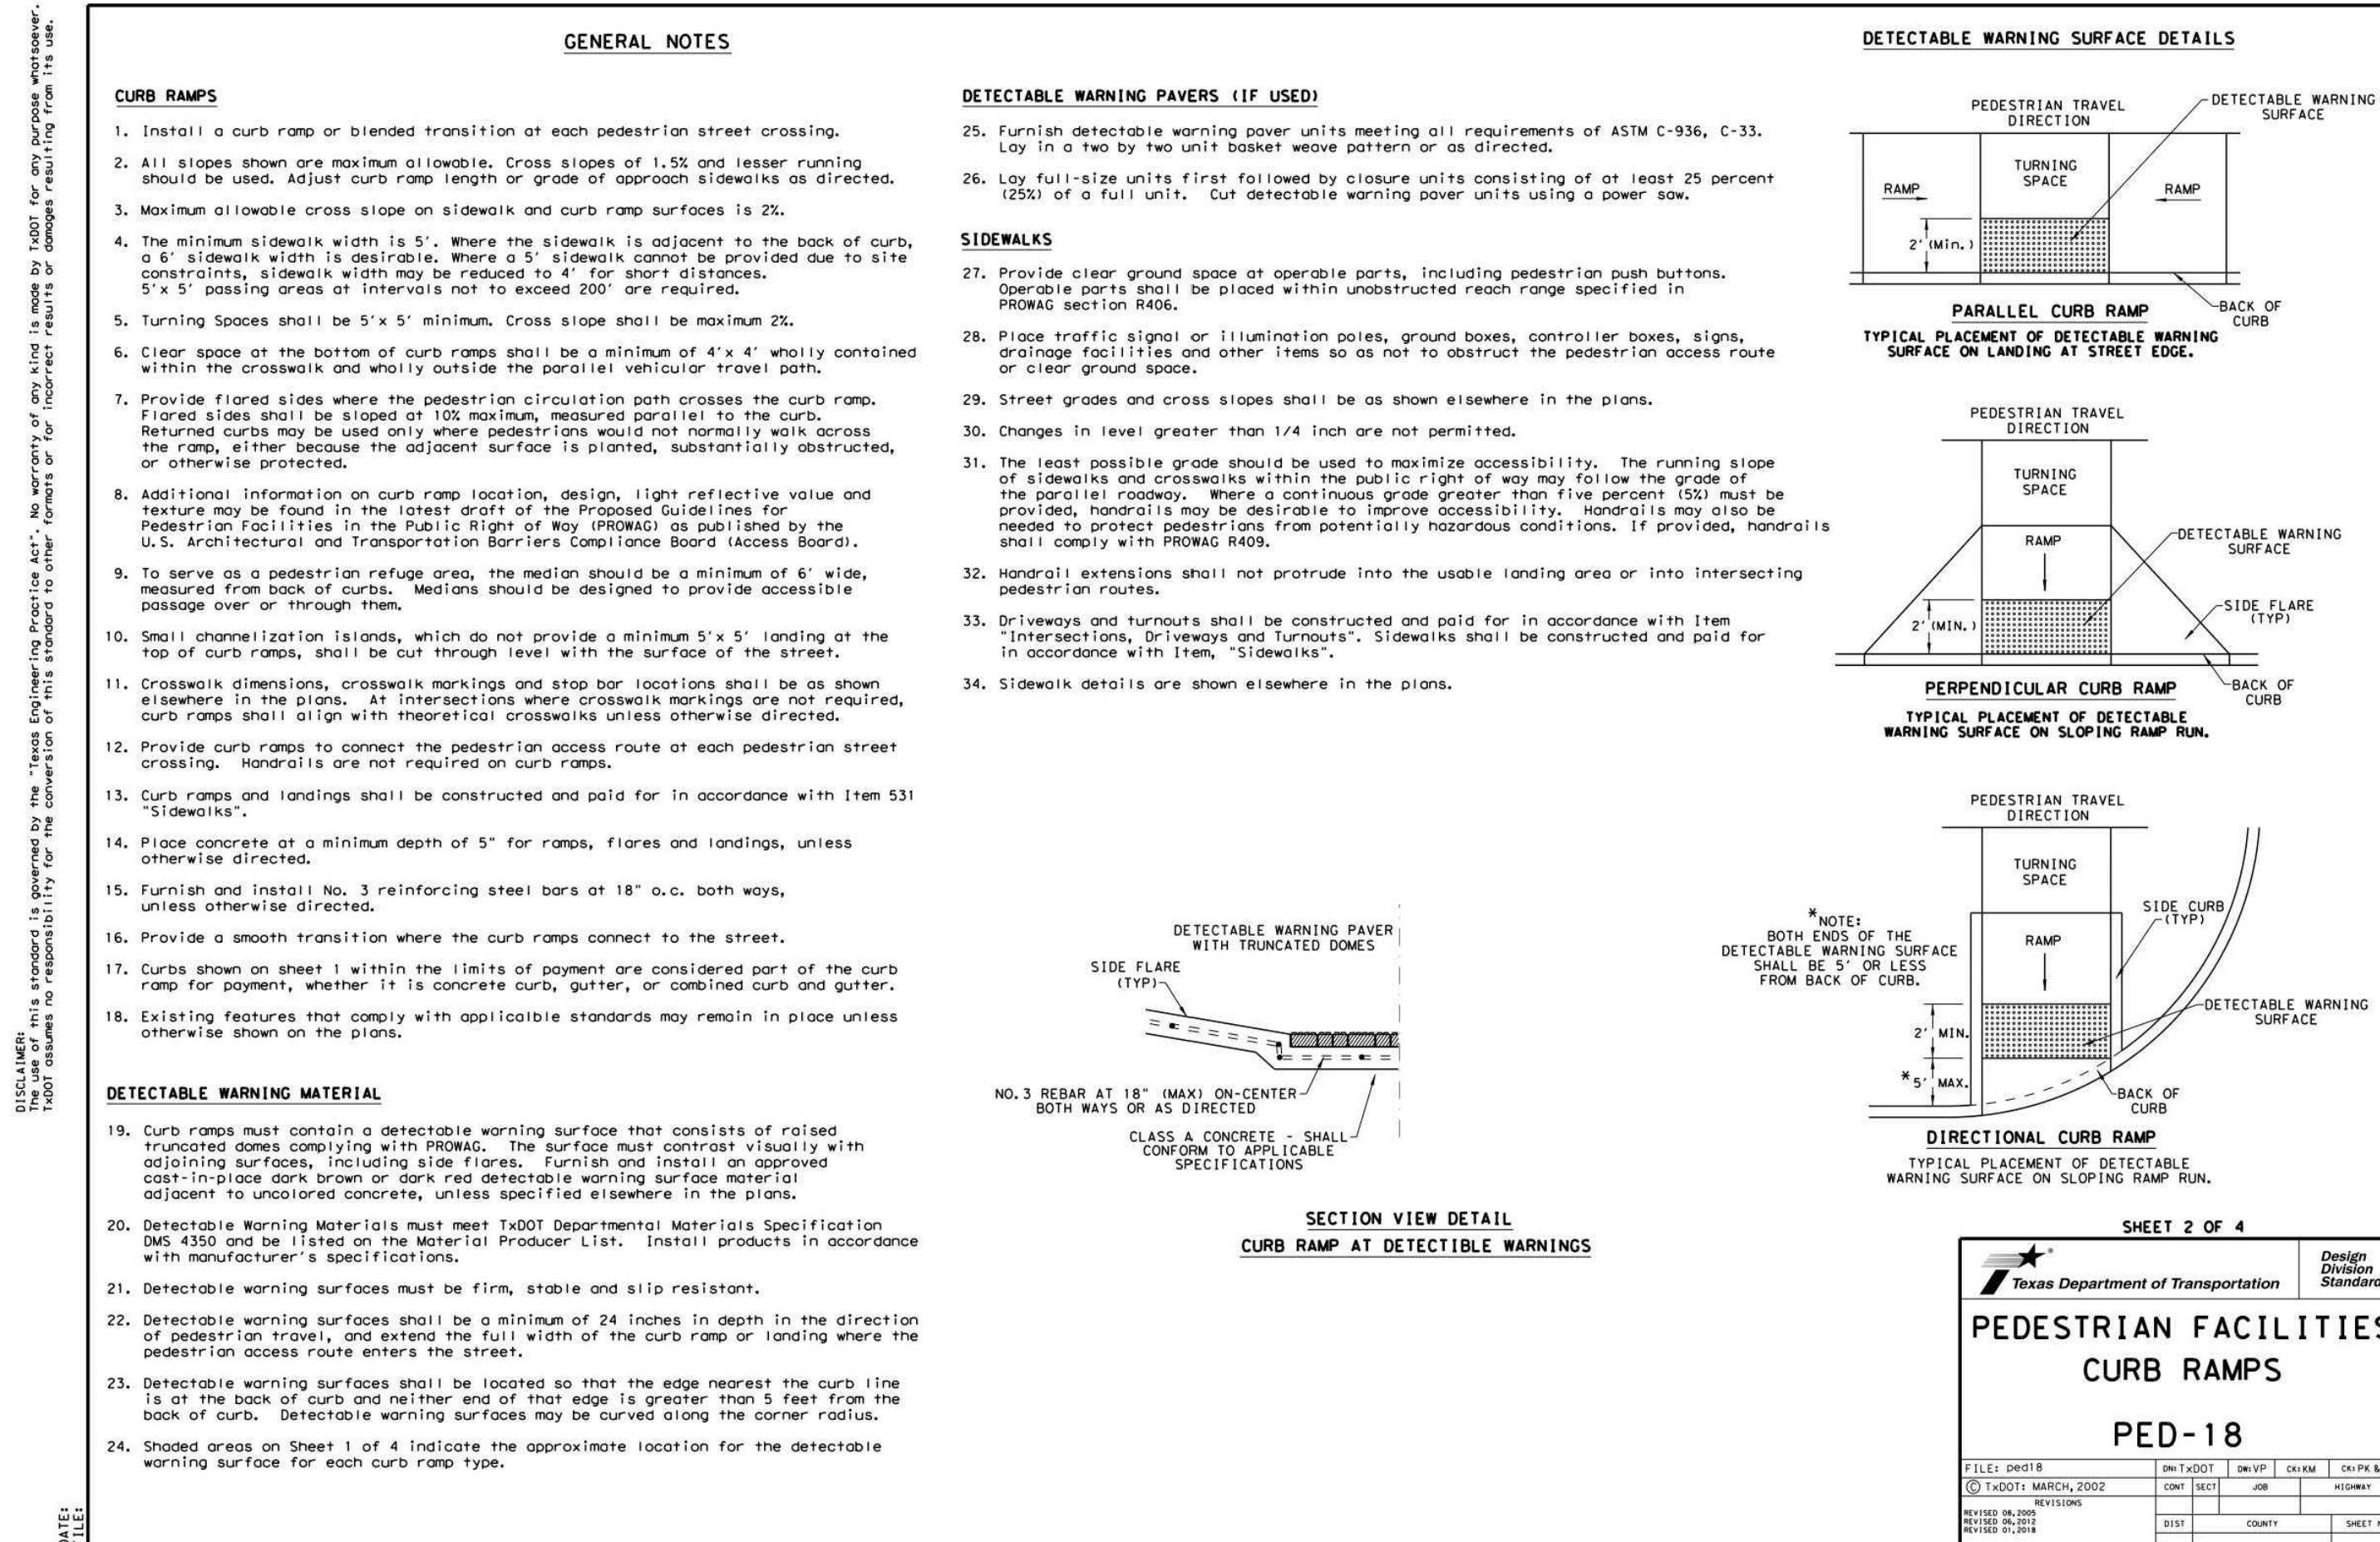 DISCLAIMER:
The use of this standard is governed by the "Texas Engineering Practice Act". No warranty of any kind is made by TxDOT for any purpose whatsoever.
TxDOT assumes no responsibility for the conversion of this standard to other formats or for incorrect results or damages resulting from its use.
DATE:
FILE:
GENERAL NOTES
CURB RAMPS
1. Install a curb ramp or blended transition at each pedestrian street crossing.
2. All slopes shown are maximum allowable. Cross slopes of 1.5% and lesser running
should be used. Adjust curb ramp length or grade of approach sidewalks as directed.
3. Maximum allowable cross slope on sidewalk and curb ramp surfaces is 2%.
4. The minimum sidewalk width is 5'. Where the sidewalk is adjacent to the back of curb,
a 6' sidewalk width is desirable. Where a 5' sidewalk cannot be provided due to site
constraints, sidewalk width may be reduced to 4' for short distances.
5'x 5' passing areas at intervals not to exceed 200' are required.
5. Turning Spaces shall be 5'x 5' minimum. Cross slope shall be maximum 2%.
6. Clear space at the bottom of curb ramps shall be a minimum of 4'x 4' wholly contained
within the crosswalk and wholly outside the parallel vehicular travel path.
7. Provide flared sides where the pedestrian circulation path crosses the curb ramp.
Flared sides shall be sloped at 10% maximum, measured parallel to the curb.
Returned curbs may be used only where pedestrians would not normally walk across
the ramp, either because the adjacent surface is planted, substantially obstructed,
or otherwise protected.
8. Additional information on curb ramp location, design, light reflective value and
texture may be found in the latest draft of the Proposed Guidelines for
Pedestrian Facilities in the Public Right of Way (PROWAG) as published by the
U.S. Architectural and Transportation Barriers Compliance Board (Access Board).
9. To serve as a pedestrian refuge area, the median should be a minimum of 6' wide,
measured from back of curbs. Medians should be designed to provide accessible
passage over or through them.
10. Small channelization islands, which do not provide a minimum 5'x 5' landing at the
top of curb ramps, shall be cut through level with the surface of the street.
11. Crosswalk dimensions, crosswalk markings and stop bar locations shall be as shown
elsewhere in the plans. At intersections where crosswalk markings are not required,
curb ramps shall align with theoretical crosswalks unless otherwise directed.
12. Provide curb ramps to connect the pedestrian access route at each pedestrian street
crossing. Handrails are not required on curb ramps.
13. Curb ramps and landings shall be constructed and paid for in accordance with Item 531
"Sidewalks".
14. Place concrete at a minimum depth of 5" for ramps, flares and landings, unless
otherwise directed.
15. Furnish and install No. 3 reinforcing steel bars at 18" o.c. both ways,
unless otherwise directed.
16. Provide a smooth transition where the curb ramps connect to the street.
17. Curbs shown on sheet 1 within the limits of payment are considered part of the curb
ramp for payment, whether it is concrete curb, gutter, or combined curb and gutter.
18. Existing features that comply with applicalble standards may remain in place unless
otherwise shown on the plans.
DETECTABLE WARNING MATERIAL
19. Curb ramps must contain a detectable warning surface that consists of raised
truncated domes complying with PROWAG. The surface must contrast visually with
adjoining surfaces, including side flares. Furnish and install an approved
cast-in-place dark brown or dark red detectable warning surface material
adjacent to uncolored concrete, unless specified elsewhere in the plans.
20. Detectable Warning Materials must meet TxDOT Departmental Materials Specification
DMS 4350 and be listed on the Material Producer List. Install products in accordance
with manufacturer's specifications.
21. Detectable warning surfaces must be firm, stable and slip resistant.
22. Detectable warning surfaces shall be a minimum of 24 inches in depth in the direction
of pedestrian travel, and extend the full width of the curb ramp or landing where the
pedestrian access route enters the street.
23. Detectable warning surfaces shall be located so that the edge nearest the curb line
is at the back of curb and neither end of that edge is greater than 5 feet from the
back of curb. Detectable warning surfaces may be curved along the corner radius.
24. Shaded areas on Sheet 1 of 4 indicate the approximate location for the detectable
warning surface for each curb ramp type.
DETECTABLE WARNING PAVERS (IF USED)
25. Furnish detectable warning paver units meeting all requirements of ASTM C-936, C-33.
Lay in a two by two unit basket weave pattern or as directed.
26. Lay full-size units first followed by closure units consisting of at least 25 percent
(25%) of a full unit. Cut detectable warning paver units using a power saw.
SIDEWALKS
27. Provide clear ground space at operable parts, including pedestrian push buttons.
Operable parts shall be placed within unobstructed reach range specified in
PROWAG section R406.
28. Place traffic signal or illumination poles, ground boxes, controller boxes, signs,
drainage facilities and other items so as not to obstruct the pedestrian access route
or clear ground space.
29. Street grades and cross slopes shall be as shown elsewhere in the plans.
30. Changes in level greater than 1/4 inch are not permitted.
31. The least possible grade should be used to maximize accessibility. The running slope
of sidewalks and crosswalks within the public right of way may follow the grade of
the parallel roadway. Where a continuous grade greater than five percent (5%) must be
provided, handrails may be desirable to improve accessibility. Handrails may also be
needed to protect pedestrians from potentially hazardous conditions. If provided, handrails
shall comply with PROWAG R409.
32. Handrail extensions shall not protrude into the usable landing area or into intersecting
pedestrian routes.
33. Driveways and turnouts shall be constructed and paid for in accordance with Item
"Intersections, Driveways and Turnouts". Sidewalks shall be constructed and paid for
in accordance with Item, "Sidewalks".
34. Sidewalk details are shown elsewhere in the plans.
DETECTABLE WARNING PAVER
WITH TRUNCATED DOMES
SIDE FLARE
(TYP)
NO.3 REBAR AT 18" (MAX) ON-CENTER
BOTH WAYS OR AS DIRECTED
CLASS A CONCRETE - SHALL
CONFORM TO APPLICABLE
SPECIFICATIONS
SECTION VIEW DETAIL
CURB RAMP AT DETECTIBLE WARNINGS
DETECTABLE WARNING SURFACE DETAILS
PEDESTRIAN TRAVEL
DIRECTION
DETECTABLE WARNING
SURFACE
TURNING
SPACE
RAMP
RAMP
2' (Min.)
BACK OF
CURB
PARALLEL CURB RAMP
TYPICAL PLACEMENT OF DETECTABLE WARNING
SURFACE ON LANDING AT STREET EDGE.
PEDESTRIAN TRAVEL
DIRECTION
TURNING
SPACE
RAMP
DETECTABLE WARNING
SURFACE
SIDE FLARE
(TYP)
2' (MIN.)
BACK OF
CURB
PERPENDICULAR CURB RAMP
TYPICAL PLACEMENT OF DETECTABLE
WARNING SURFACE ON SLOPING RAMP RUN.
PEDESTRIAN TRAVEL
DIRECTION
TURNING
SPACE
SIDE CURB
(TYP)
*NOTE:
BOTH ENDS OF THE
DETECTABLE WARNING SURFACE
SHALL BE 5' OR LESS
FROM BACK OF CURB.
RAMP
DETECTABLE WARNING
SURFACE
2' MIN.
*5' MAX.
BACK OF
CURB
DIRECTIONAL CURB RAMP
TYPICAL PLACEMENT OF DETECTABLE
WARNING SURFACE ON SLOPING RAMP RUN.
SHEET 2 OF 4
Texas Department of Transportation
Design
Division
Standard
PEDESTRIAN FACILITIES
CURB RAMPS
PED-18
FILE: ped18 DN: TxDOT DW: VP CK: KM CK: PK &
© TxDOT: MARCH, 2002 CONT SECT JOB HIGHWAY
REVISIONS
REVISED 08,2005
REVISED 06,2012
REVISED 01,2018
DIST COUNTY SHEET